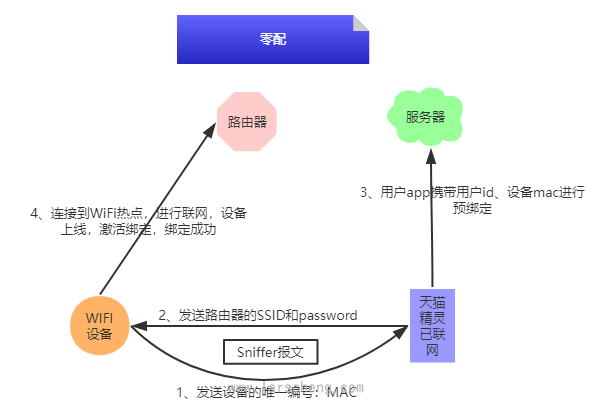 零配
路由器
服务器
4、连接到WiFi热点，进行联网，设备
上线，激活绑定，绑定成功
3、用户app携带用户id、设备mac进行
预绑定
WIFI
设备
2、发送路由器的SSID和password
天猫
精灵
已联
网
Sniffer报文
1、发送设备的唯一编号：MAC